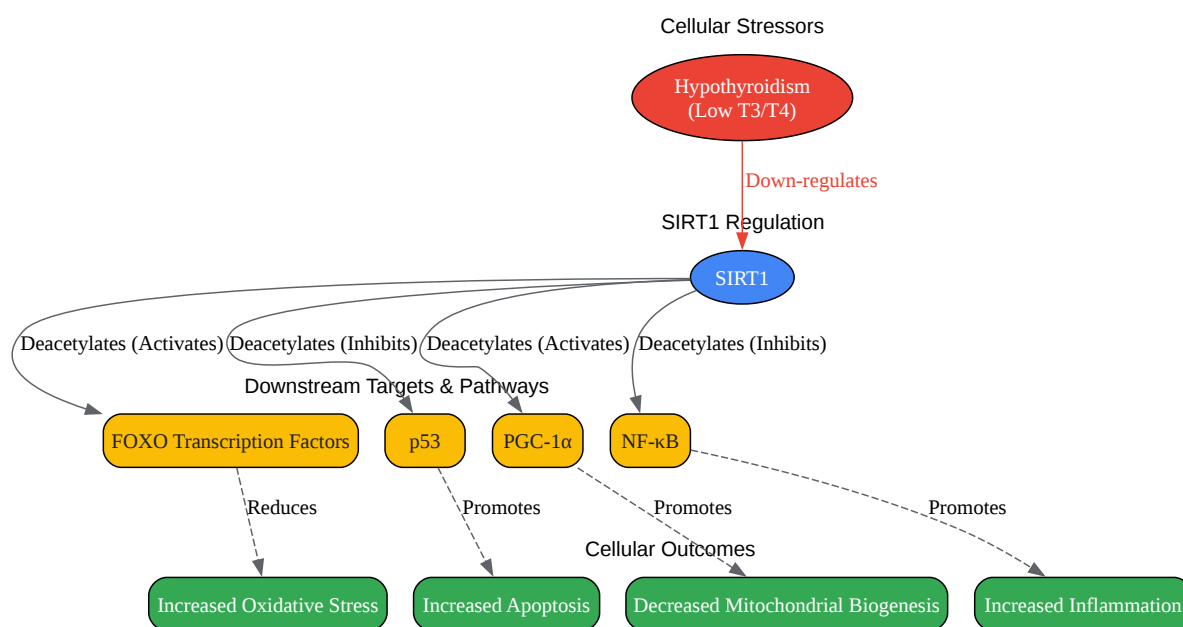 Cellular Stressors
Hypothyroidism
(Low T3/T4)
Down-regulates
SIRT1 Regulation
SIRT1
Deacetylates (Activates)
Deacetylates (Inhibits)
Deacetylates (Activates)
Deacetylates (Inhibits)
Downstream Targets & Pathways
FOXO Transcription Factors
p53
PGC-1α
NF-κB
Reduces
Promotes
Promotes
Promotes
Cellular Outcomes
Increased Oxidative Stress
Increased Apoptosis
Decreased Mitochondrial Biogenesis
Increased Inflammation